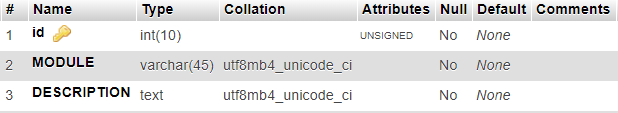 # Name Type Collation Attributes Null Default Comments
1 id int(10) UNSIGNED No None
2 MODULE varchar(45) utf8mb4_unicode_ci No None
3 DESCRIPTION text utf8mb4_unicode_ci No None